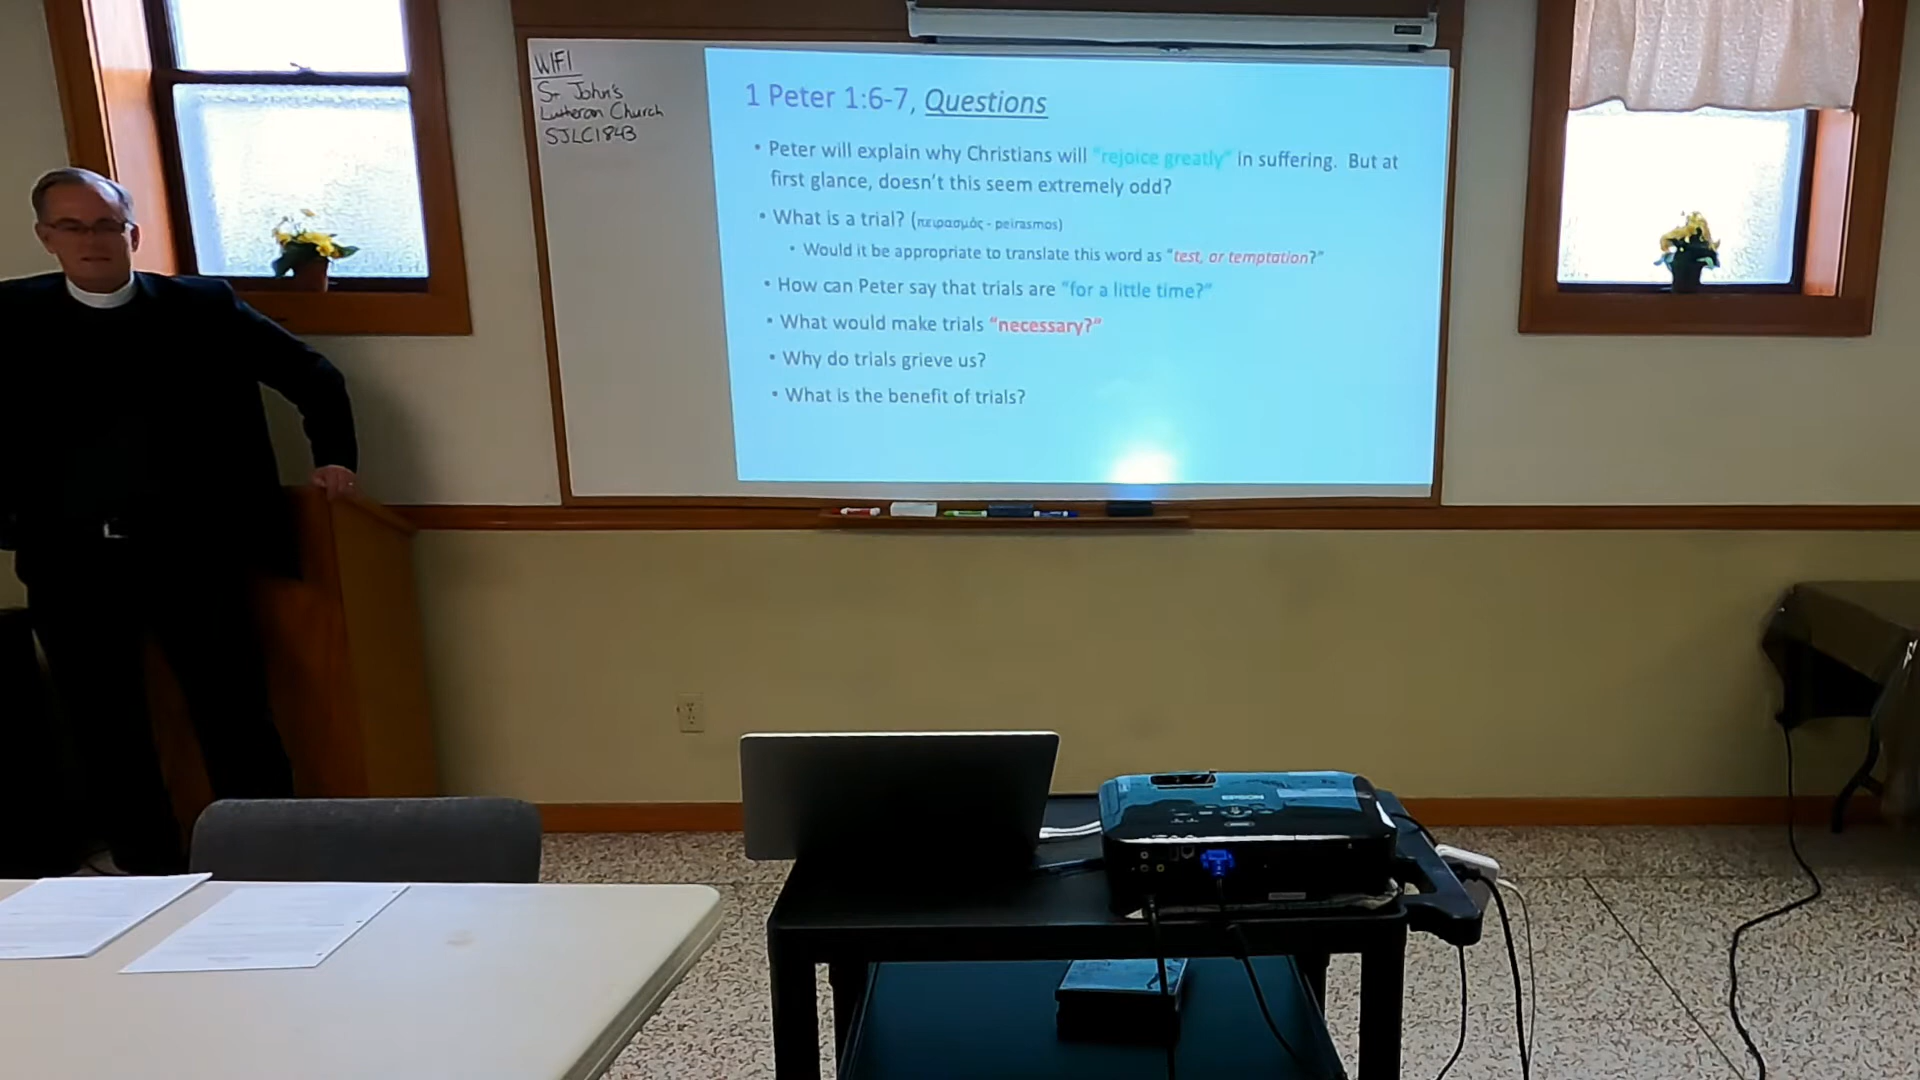 WIFI
St John's
Lutheran Church
SJLC1843
1 Peter 1:6-7, Questions
• Peter will explain why Christians will "rejoice greatly" in suffering. But at
first glance, doesn't this seem extremely odd?
• What is a trial? (πειρασμός - peirasmos)
• Would it be appropriate to translate this word as "test, or temptation?"
• How can Peter say that trials are "for a little time?"
• What would make trials "necessary?"
• Why do trials grieve us?
• What is the benefit of trials?
EPSON